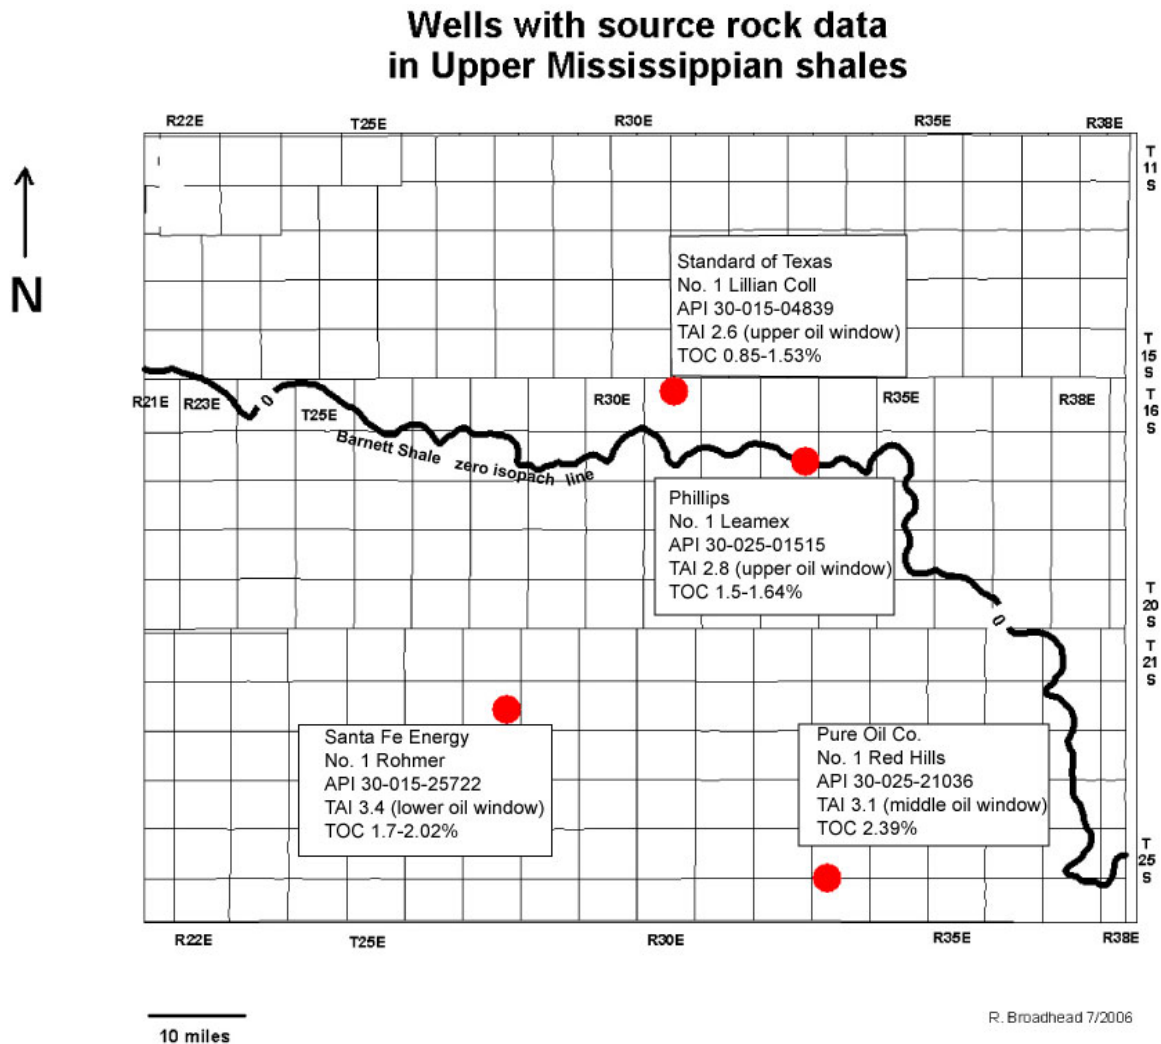 Wells with source rock data
in Upper Mississippian shales
R22E T25E R30E R35E R38E
T
11
S
N
Standard of Texas
No. 1 Lillian Coll
API 30-015-04839
TAI 2.6 (upper oil window)
TOC 0.85-1.53%
T
15
S
R21E R23E 0 T25E R30E R35E R38E
T
16
S
Barnett Shale zero isopach line
Phillips
No. 1 Leamex
API 30-025-01515
TAI 2.8 (upper oil window)
TOC 1.5-1.64%
T
20
S
0
T
21
S
Santa Fe Energy
No. 1 Rohmer
API 30-015-25722
TAI 3.4 (lower oil window)
TOC 1.7-2.02%
Pure Oil Co.
No. 1 Red Hills
API 30-025-21036
TAI 3.1 (middle oil window)
TOC 2.39%
T
25
S
R22E T25E R30E R35E R38E
10 miles
R. Broadhead 7/2006